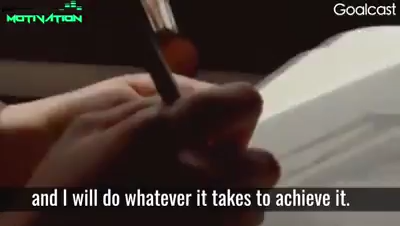 MOTIVATION
Goalcast
and I will do whatever it takes to achieve it.